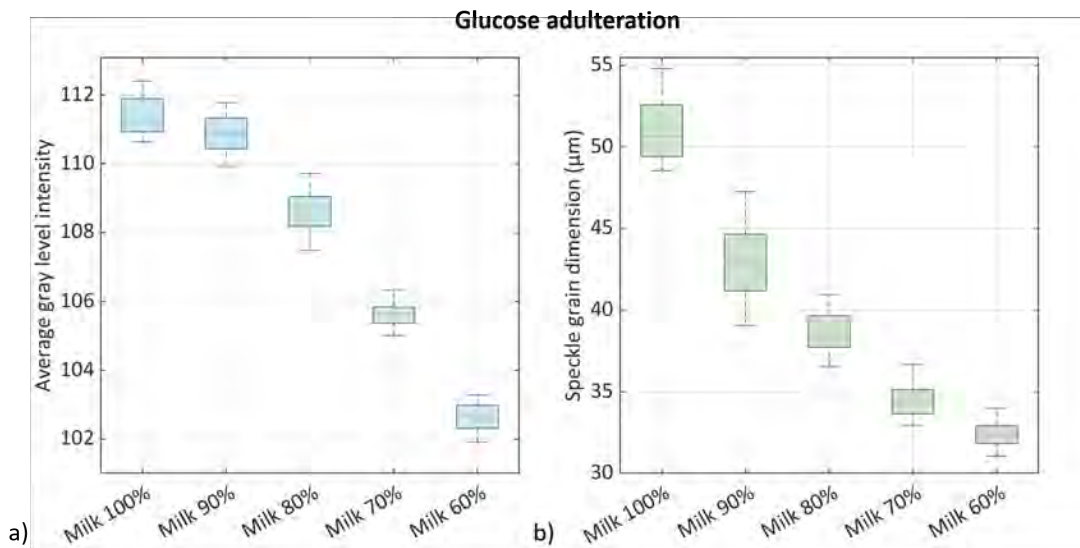 Glucose adulteration
Average gray level intensity
112
110
108
106
104
102
Milk 100%
Milk 90%
Milk 80%
Milk 70%
Milk 60%
a)
Speckle grain dimension (µm)
55
50
45
40
35
30
Milk 100%
Milk 90%
Milk 80%
Milk 70%
Milk 60%
b)